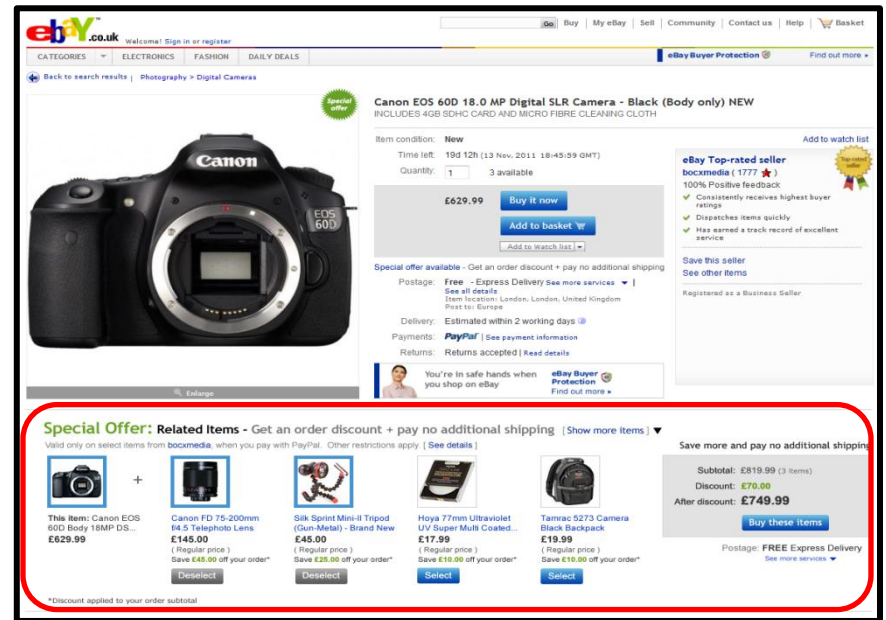 ebay.co.uk Welcome! Sign in or register
Go Buy | My eBay | Sell | Community | Contact us | Help | Basket
CATEGORIES ELECTRONICS FASHION DAILY DEALS
eBay Buyer Protection Find out more
Back to search results | Photography > Digital Cameras
Special offer
Canon
EOS
60D
Enlarge
Canon EOS 60D 18.0 MP Digital SLR Camera - Black (Body only) NEW
INCLUDES 4GB SDHC CARD AND MICRO FIBRE CLEANING CLOTH
Item condition: New
Time left: 19d 12h (13 Nov, 2011 18:45:59 GMT)
Quantity: 1 3 available
£629.99 Buy it now
Add to basket
Add to Watch list
Special offer available - Get an order discount + pay no additional shipping
Postage: Free - Express Delivery See more services |
See all details
Item location: London, London, United Kingdom
Post to: Europe
Delivery: Estimated within 2 working days
Payments: PayPal | See payment information
Returns: Returns accepted | Read details
You're in safe hands when
you shop on eBay
eBay Buyer
Protection
Find out more
Add to watch list
eBay Top-rated seller
Top-rated seller
bocxmedia ( 1777 )
100% Positive feedback
Consistently receives highest buyer
ratings
Dispatches items quickly
Has earned a track record of excellent
service
Save this seller
See other items
Registered as a Business Seller
Special Offer: Related Items - Get an order discount + pay no additional shipping [Show more items]
Valid only on select items from bocxmedia, when you pay with PayPal. Other restrictions apply. [ See details ]
+
This item: Canon EOS
60D Body 18MP DS...
£629.99
Canon FD 75-200mm
f/4.5 Telephoto Lens
£145.00
( Regular price )
Save £45.00 off your order*
Deselect
Silk Sprint Mini-II Tripod
(Gun-Metal) - Brand New
£45.00
( Regular price )
Save £25.00 off your order*
Deselect
Hoya 77mm Ultraviolet
UV Super Multi Coated...
£17.99
( Regular price )
Save £10.00 off your order*
Select
Tamrac 5273 Camera
Black Backpack
£19.99
( Regular price )
Save £10.00 off your order*
Select
Save more and pay no additional shipping
Subtotal: £819.99 (3 items)
Discount: £70.00
After discount: £749.99
Buy these items
Postage: FREE Express Delivery
See more services
*Discount applied to your order subtotal